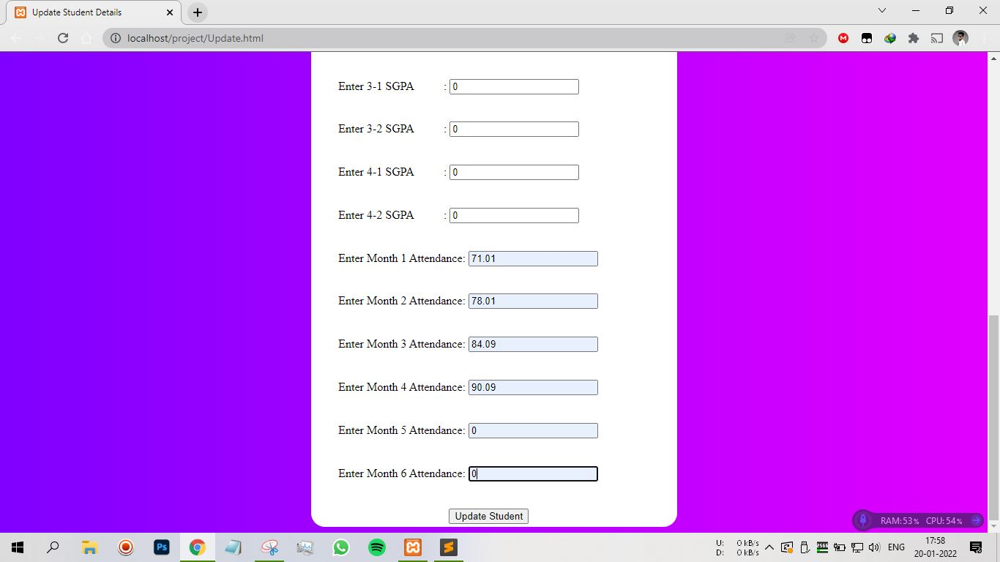 Update Student Details
localhost/project/Update.html
Enter 3-1 SGPA : 0
Enter 3-2 SGPA : 0
Enter 4-1 SGPA : 0
Enter 4-2 SGPA : 0
Enter Month 1 Attendance: 71.01
Enter Month 2 Attendance: 78.01
Enter Month 3 Attendance: 84.09
Enter Month 4 Attendance: 90.09
Enter Month 5 Attendance: 0
Enter Month 6 Attendance: 0
Update Student
RAM:53% CPU:54%
Ps
U: 0 kB/s
D: 0 kB/s
2566
ENG
17:58
20-01-2022